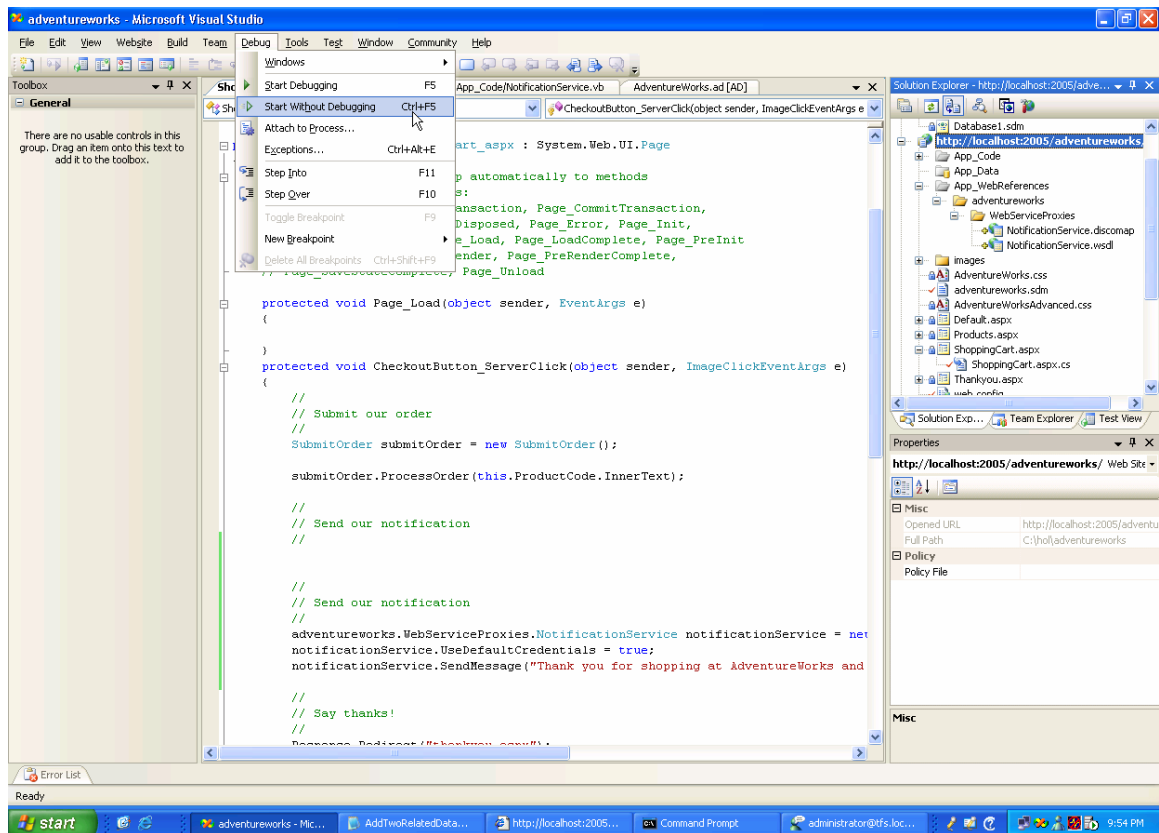 adventureworks - Microsoft Visual Studio
File Edit View Website Build Team Debug Tools Test Window Community Help
Toolbox
General
There are no usable controls in this
group. Drag an item onto this text to
add it to the toolbox.
Windows
Start Debugging F5
Start Without Debugging Ctrl+F5
Attach to Process...
Exceptions... Ctrl+Alt+E
Step Into F11
Step Over F10
Toggle Breakpoint F9
New Breakpoint
Delete All Breakpoints Ctrl+Shift+F9
Sho
App_Code/NotificationService.vb AdventureWorks.ad [AD]
Sh
CheckoutButton_ServerClick(object sender, ImageClickEventArgs e
art_aspx : System.Web.UI.Page
p automatically to methods
s:
ansaction, Page_CommitTransaction,
Disposed, Page_Error, Page_Init,
e_Load, Page_LoadComplete, Page_PreInit
ender, Page_PreRenderComplete,
// Page_SaveStateComplete, Page_Unload
protected void Page_Load(object sender, EventArgs e)
{
}
protected void CheckoutButton_ServerClick(object sender, ImageClickEventArgs e)
{
//
// Submit our order
//
SubmitOrder submitOrder = new SubmitOrder();
submitOrder.ProcessOrder(this.ProductCode.InnerText);
//
// Send our notification
//
//
// Send our notification
//
adventureworks.WebServiceProxies.NotificationService notificationService = new
notificationService.UseDefaultCredentials = true;
notificationService.SendMessage("Thank you for shopping at AdventureWorks and
//
// Say thanks!
//
Response.Redirect("thankyou.aspx");
Solution Explorer - http://localhost:2005/adve...
Database1.sdm
http://localhost:2005/adventureworks/
App_Code
App_Data
App_WebReferences
adventureworks
WebServiceProxies
NotificationService.discomap
NotificationService.wsdl
images
AdventureWorks.css
adventureworks.sdm
AdventureWorksAdvanced.css
Default.aspx
Products.aspx
ShoppingCart.aspx
ShoppingCart.aspx.cs
Thankyou.aspx
web.config
Solution Exp... Team Explorer Test View
Properties
http://localhost:2005/adventureworks/ Web Site
Misc
Opened URL http://localhost:2005/adventu
Full Path C:\hol\adventureworks
Policy
Policy File
Misc
Error List
Ready
start adventureworks - Mic... AddTwoRelatedData... http://localhost:2005... Command Prompt administrator@tfs.loc... 9:54 PM